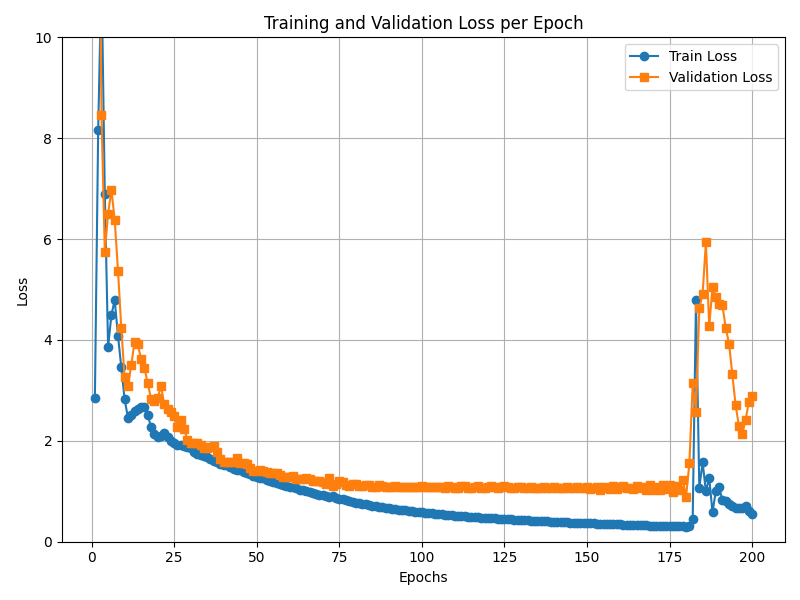 Training and Validation Loss per Epoch
Train Loss
Validation Loss
Loss
10
8
6
4
2
0
0 25 50 75 100 125 150 175 200
Epochs